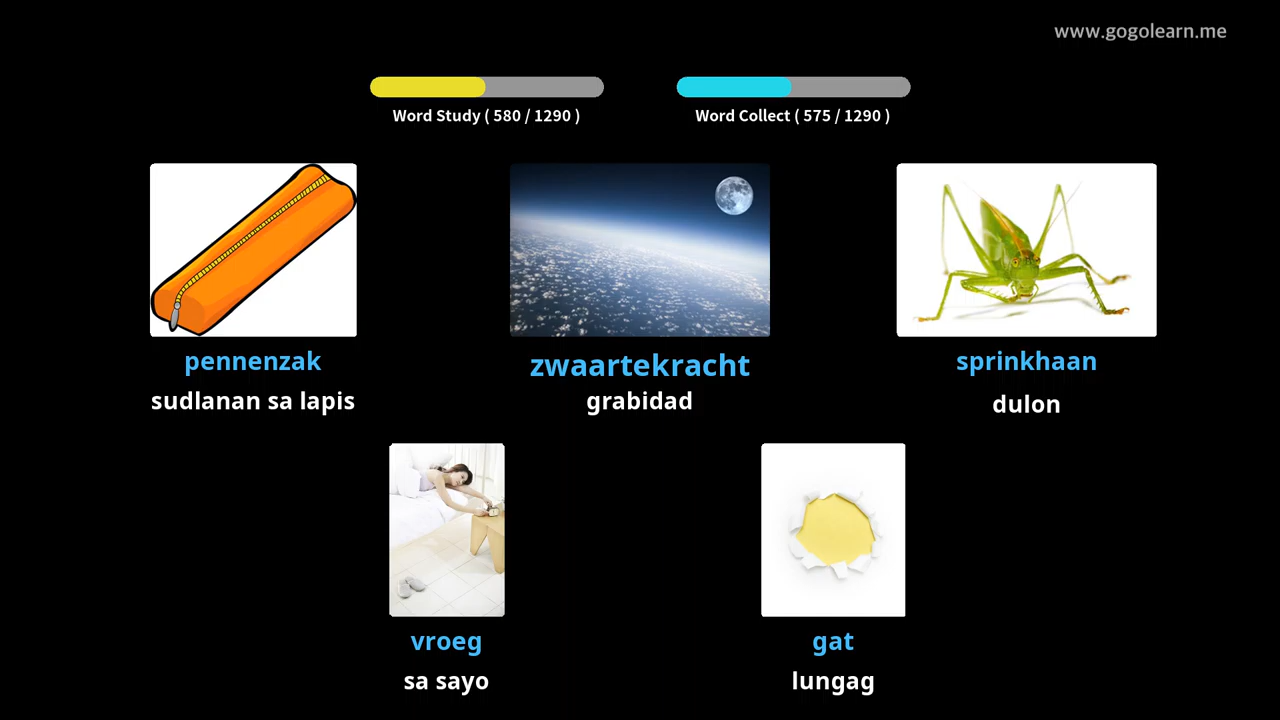 www.gogolearn.me
Word Study ( 580 / 1290 )
Word Collect ( 575 / 1290 )
pennenzak
sudlanan sa lapis
zwaartekracht
grabidad
sprinkhaan
dulon
vroeg
sa sayo
gat
lungag